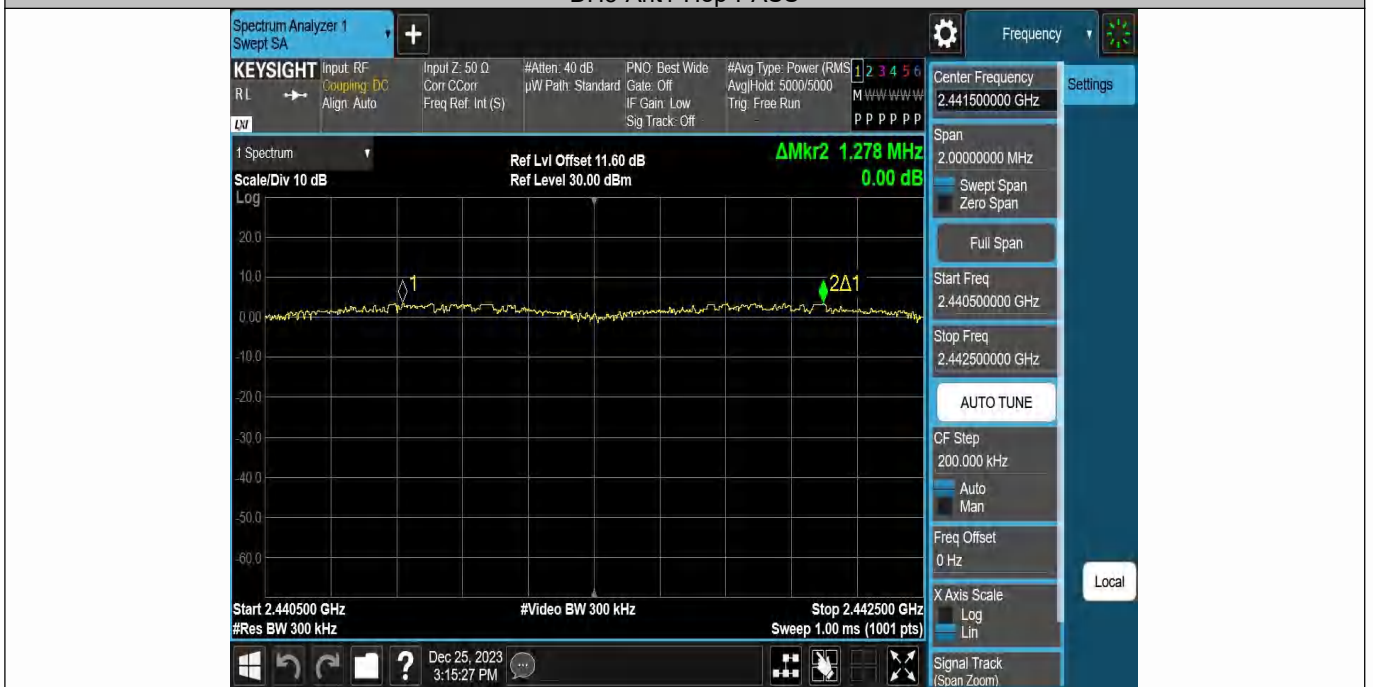 Spectrum Analyzer 1
Swept SA
+
Frequency
KEYSIGHT
RL
LXI
Input: RF
Coupling: DC
Align: Auto
Input Z: 50 Ω
Corr CCorr
Freq Ref: Int (S)
#Atten: 40 dB
µW Path: Standard
PNO: Best Wide
Gate: Off
IF Gain: Low
Sig Track: Off
#Avg Type: Power (RMS
Avg|Hold: 5000/5000
Trig: Free Run
1 2 3 4 5 6
M W W W W W
P P P P P P
1 Spectrum
Scale/Div 10 dB
Log
Ref Lvl Offset 11.60 dB
Ref Level 30.00 dBm
ΔMkr2 1.278 MHz
0.00 dB
20.0
10.0
0.00
-10.0
-20.0
-30.0
-40.0
-50.0
-60.0
1
2Δ1
Start 2.440500 GHz
#Res BW 300 kHz
#Video BW 300 kHz
Stop 2.442500 GHz
Sweep 1.00 ms (1001 pts)
Center Frequency
2.441500000 GHz
Settings
Span
2.00000000 MHz
Swept Span
Zero Span
Full Span
Start Freq
2.440500000 GHz
Stop Freq
2.442500000 GHz
AUTO TUNE
CF Step
200.000 kHz
Auto
Man
Freq Offset
0 Hz
X Axis Scale
Log
Lin
Local
Signal Track
(Span Zoom)
?
Dec 25, 2023
3:15:27 PM